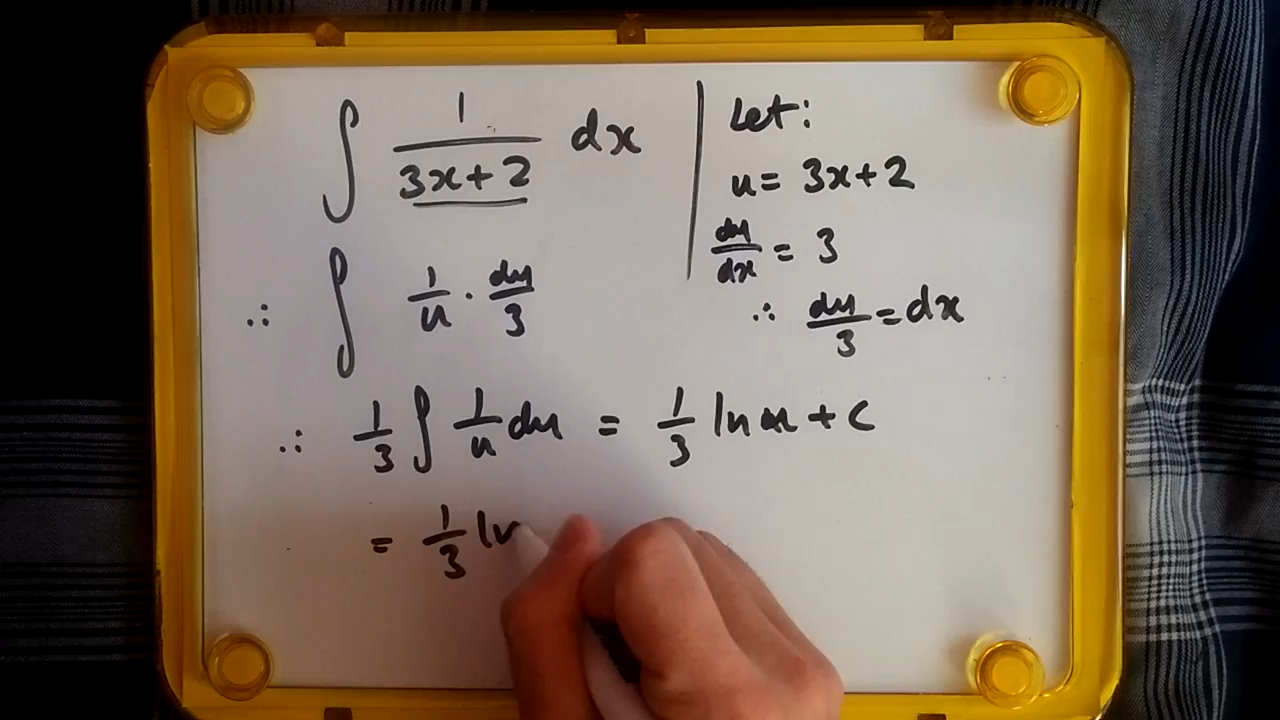 ∫ 1/(3x+2) dx
∴ ∫ 1/u · du/3
∴ 1/3 ∫ 1/u du = 1/3 ln u + c
= 1/3 ln
Let:
u = 3x+2
du/dx = 3
∴ du/3 = dx